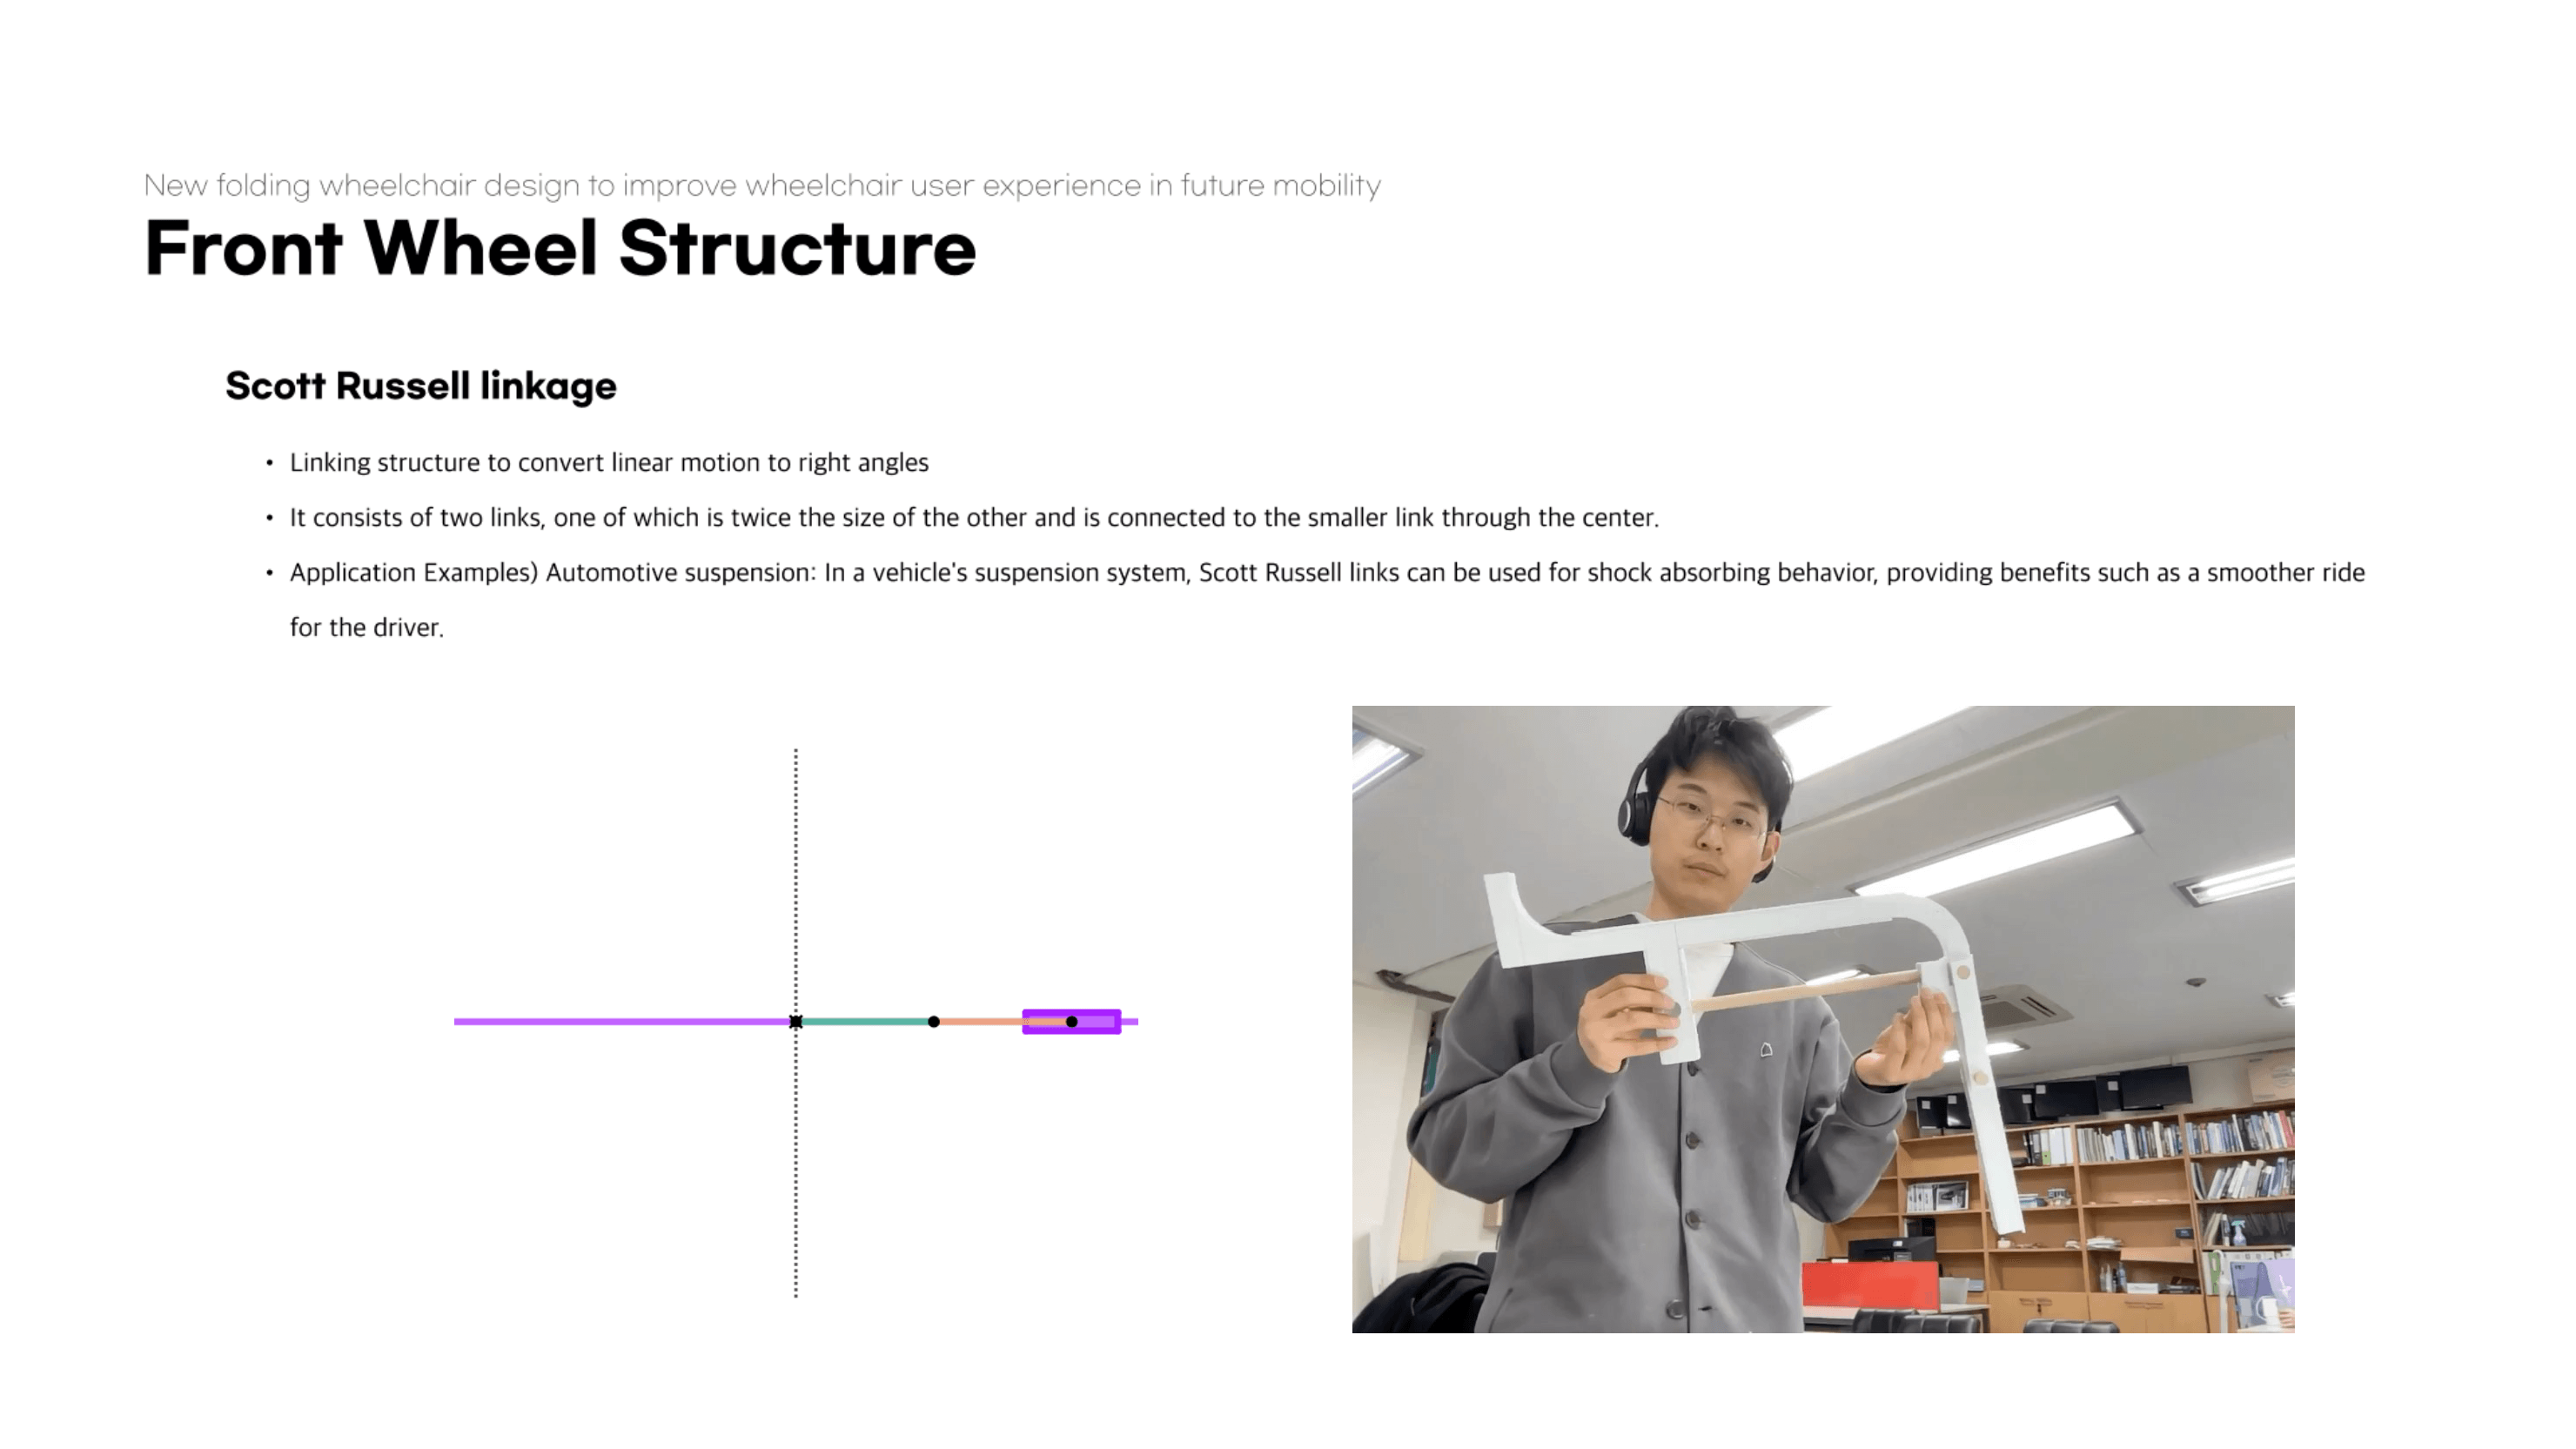 New folding wheelchair design to improve wheelchair user experience in future mobility
Front Wheel Structure
Scott Russell linkage
• Linking structure to convert linear motion to right angles
• It consists of two links, one of which is twice the size of the other and is connected to the smaller link through the center.
• Application Examples) Automotive suspension: In a vehicle's suspension system, Scott Russell links can be used for shock absorbing behavior, providing benefits such as a smoother ride
for the driver.